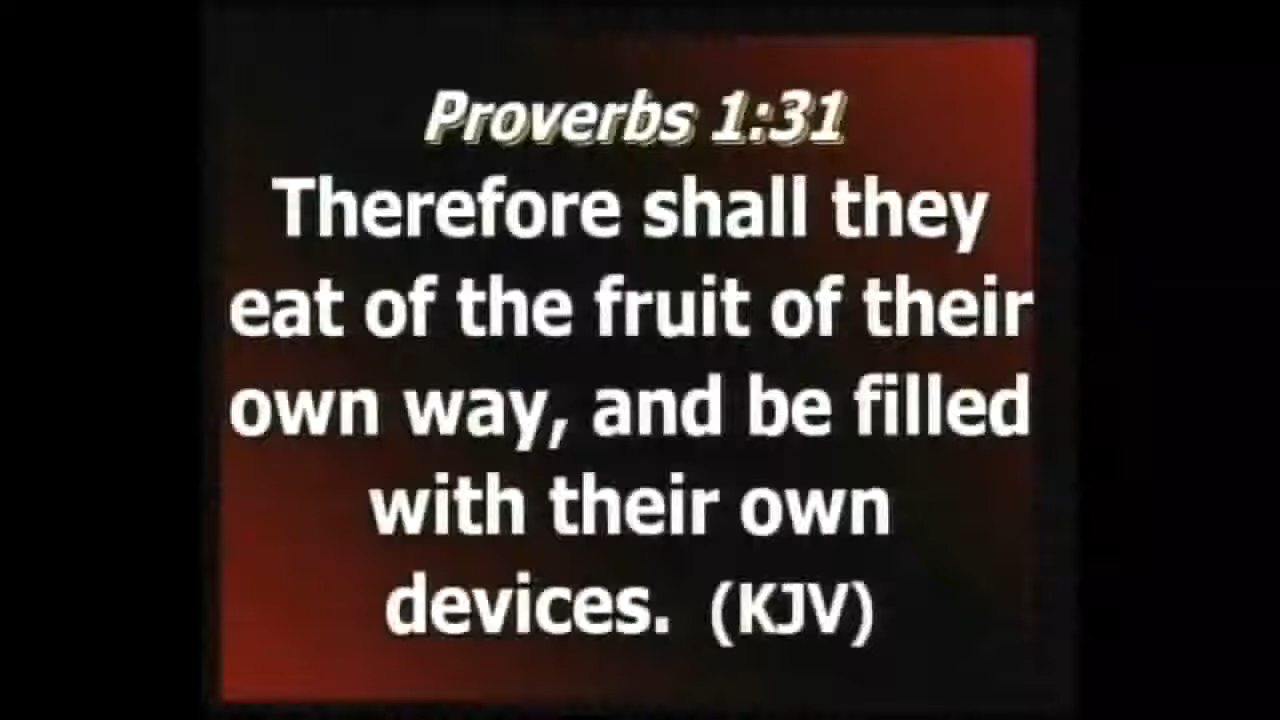 Proverbs 1:31
Therefore shall they
eat of the fruit of their
own way, and be filled
with their own
devices. (KJV)